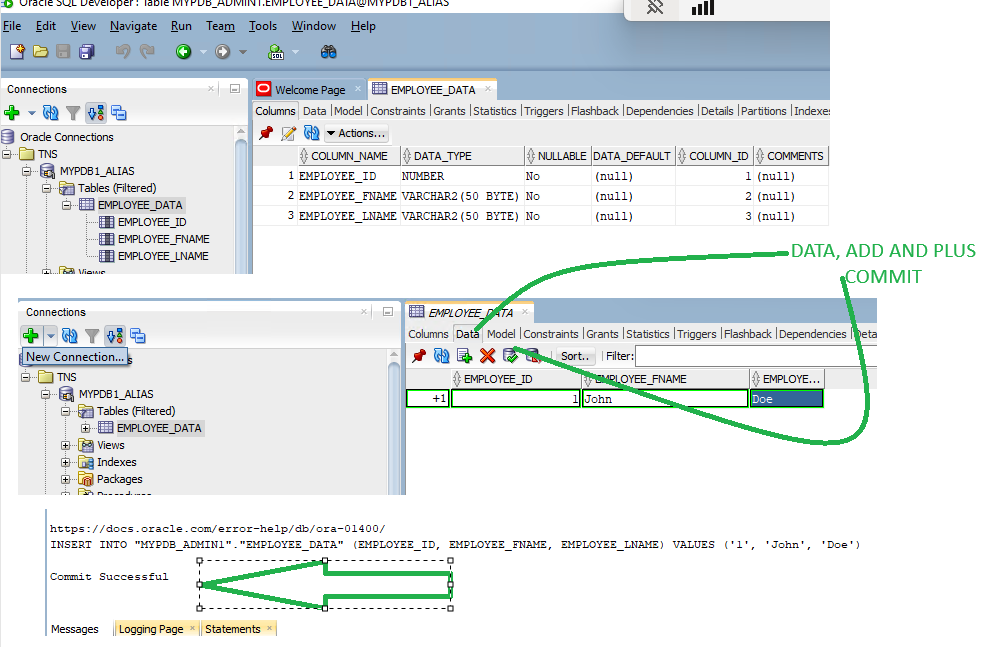 Oracle SQL Developer : Table MYPDB_ADMIN1.EMPLOYEE_DATA@MYPDB1_ALIAS
File Edit View Navigate Run Team Tools Window Help
Connections
Welcome Page
EMPLOYEE_DATA
Columns Data Model Constraints Grants Statistics Triggers Flashback Dependencies Details Partitions Indexes
Actions...
Oracle Connections
TNS
MYPDB1_ALIAS
Tables (Filtered)
EMPLOYEE_DATA
EMPLOYEE_ID
EMPLOYEE_FNAME
EMPLOYEE_LNAME
Views
COLUMN_NAME DATA_TYPE NULLABLE DATA_DEFAULT COLUMN_ID COMMENTS
1 EMPLOYEE_ID NUMBER No (null) 1 (null)
2 EMPLOYEE_FNAME VARCHAR2(50 BYTE) No (null) 2 (null)
3 EMPLOYEE_LNAME VARCHAR2(50 BYTE) No (null) 3 (null)
DATA, ADD AND PLUS
COMMIT
Connections
New Connection...
TNS
MYPDB1_ALIAS
Tables (Filtered)
EMPLOYEE_DATA
Views
Indexes
Packages
Procedures
EMPLOYEE_DATA
Columns Data Model Constraints Grants Statistics Triggers Flashback Dependencies
Sort.. Filter:
EMPLOYEE_ID EMPLOYEE_FNAME EMPLOYE...
+1 1 John Doe
https://docs.oracle.com/error-help/db/ora-01400/
INSERT INTO "MYPDB_ADMIN1"."EMPLOYEE_DATA" (EMPLOYEE_ID, EMPLOYEE_FNAME, EMPLOYEE_LNAME) VALUES ('1', 'John', 'Doe')
Commit Successful
Messages Logging Page Statements